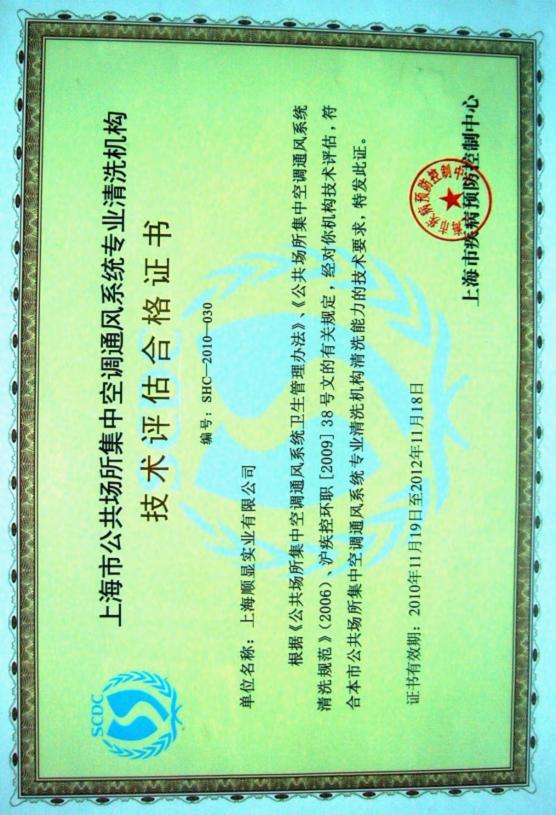 SCDC
上海市公共场所集中空调通风系统专业清洗机构
技术评估合格证书
编号：SHC—2010—030
单位名称：上海顺显实业有限公司
根据《公共场所集中空调通风系统卫生管理办法》、《公共场所集中空调通风系统
清洗规范》（2006）、沪疾控环职［2009］38号文的有关规定，经对你机构技术评估，符
合本市公共场所集中空调通风系统专业清洗机构清洗能力的技术要求，特发此证。
证书有效期：2010年11月19日至2012年11月18日
上海市疾病预防控制中心